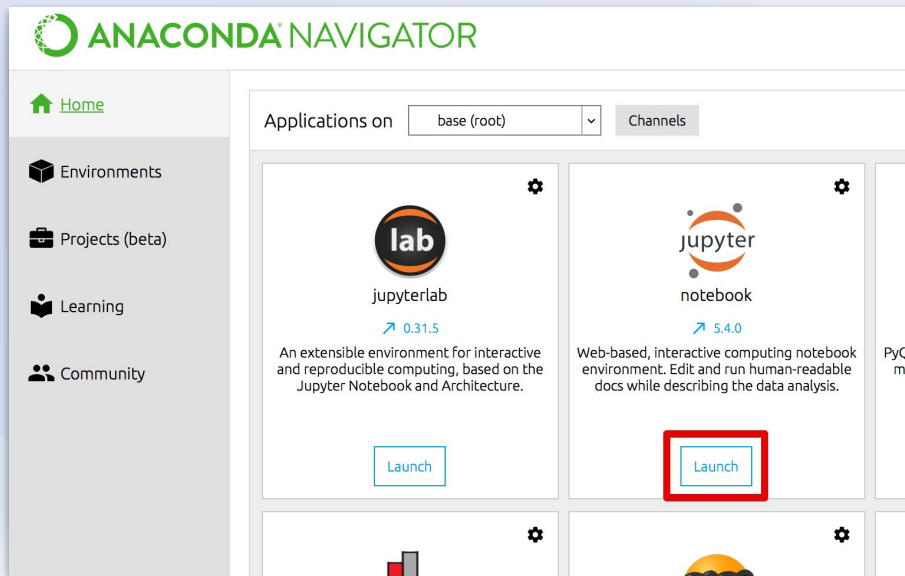 ANACONDA NAVIGATOR
Home
Applications on
base (root)
Channels
Environments
Projects (beta)
Learning
Community
lab
jupyterlab
0.31.5
An extensible environment for interactive
and reproducible computing, based on the
Jupyter Notebook and Architecture.
Launch
jupyter
notebook
5.4.0
Web-based, interactive computing notebook
environment. Edit and run human-readable
docs while describing the data analysis.
Launch